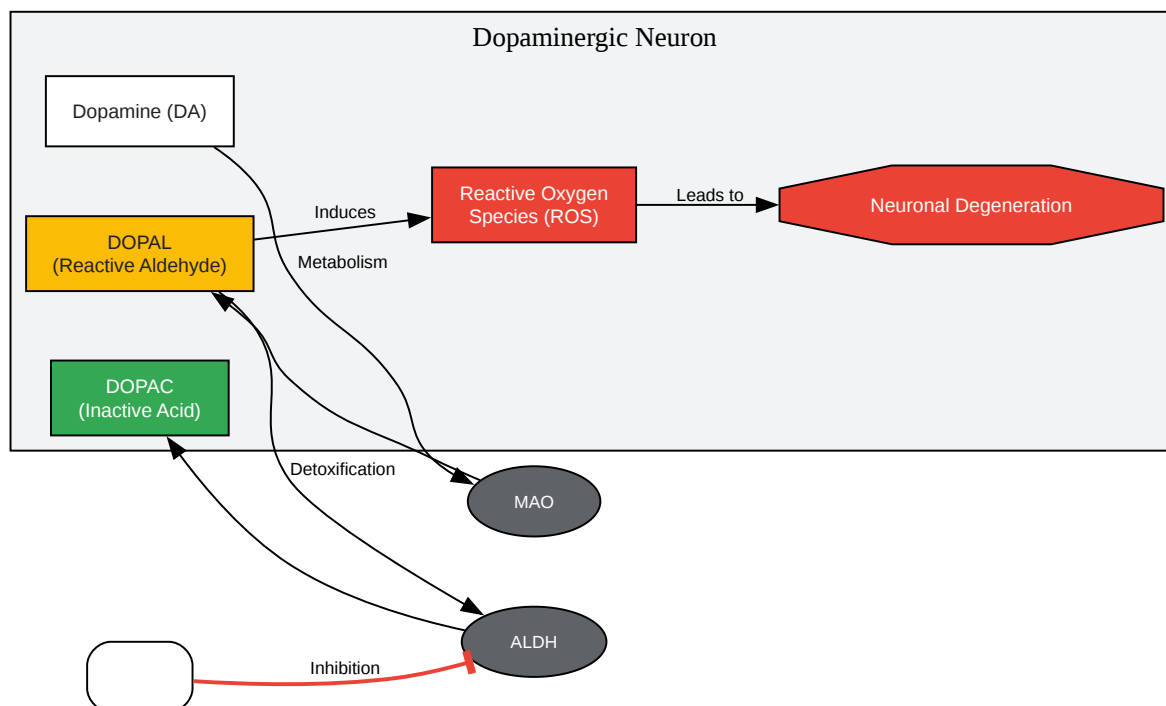 Dopaminergic Neuron
Dopamine (DA)
DOPAL
(Reactive Aldehyde)
Induces
Reactive Oxygen
Species (ROS)
Leads to
Neuronal Degeneration
Metabolism
DOPAC
(Inactive Acid)
Detoxification
MAO
ALDH
Inhibition